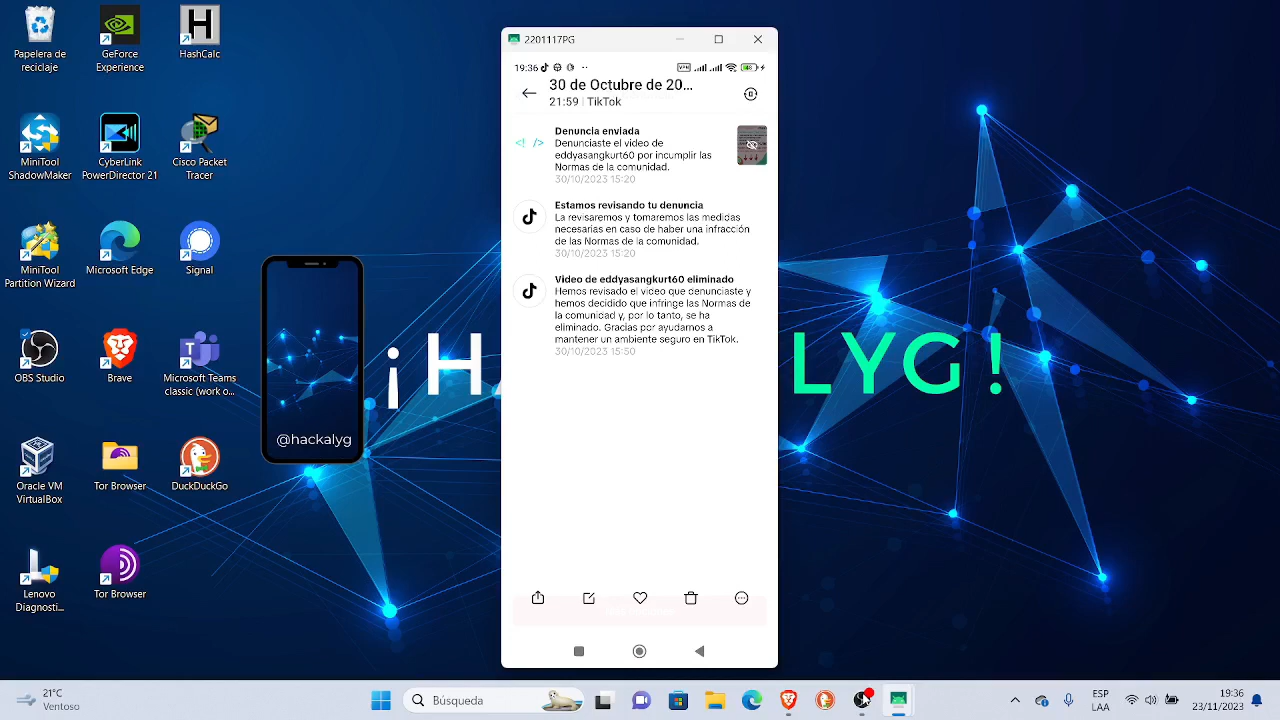 Papelera de
reciclaje
GeForce
Experience
HashCalc
MiniTool
ShadowMaker
CyberLink
PowerDirector 21
Cisco Packet
Tracer
MiniTool
Partition Wizard
Microsoft Edge
Signal
OBS Studio
Brave
Microsoft Teams
classic (work o...
Oracle VM
VirtualBox
Tor Browser
DuckDuckGo
Lenovo
Diagnosti...
Tor Browser
@hackalyg
¡H
LYG!
2201117PG
19:36
VPN
48
30 de Octubre de 20...
21:59 | TikTok
<! />
Denuncia enviada
Denunciaste el video de
eddyasangkurt60 por incumplir las
Normas de la comunidad.
30/10/2023 15:20
Estamos revisando tu denuncia
La revisaremos y tomaremos las medidas
necesarias en caso de haber una infracción
de las Normas de la comunidad.
30/10/2023 15:20
Video de eddyasangkurt60 eliminado
Hemos revisado el video que denunciaste y
hemos decidido que infringe las Normas de
la comunidad y, por lo tanto, se ha
eliminado. Gracias por ayudarnos a
mantener un ambiente seguro en TikTok.
30/10/2023 15:50
21°C
Ventoso
Búsqueda
ESP
LAA
19:36
23/11/2023